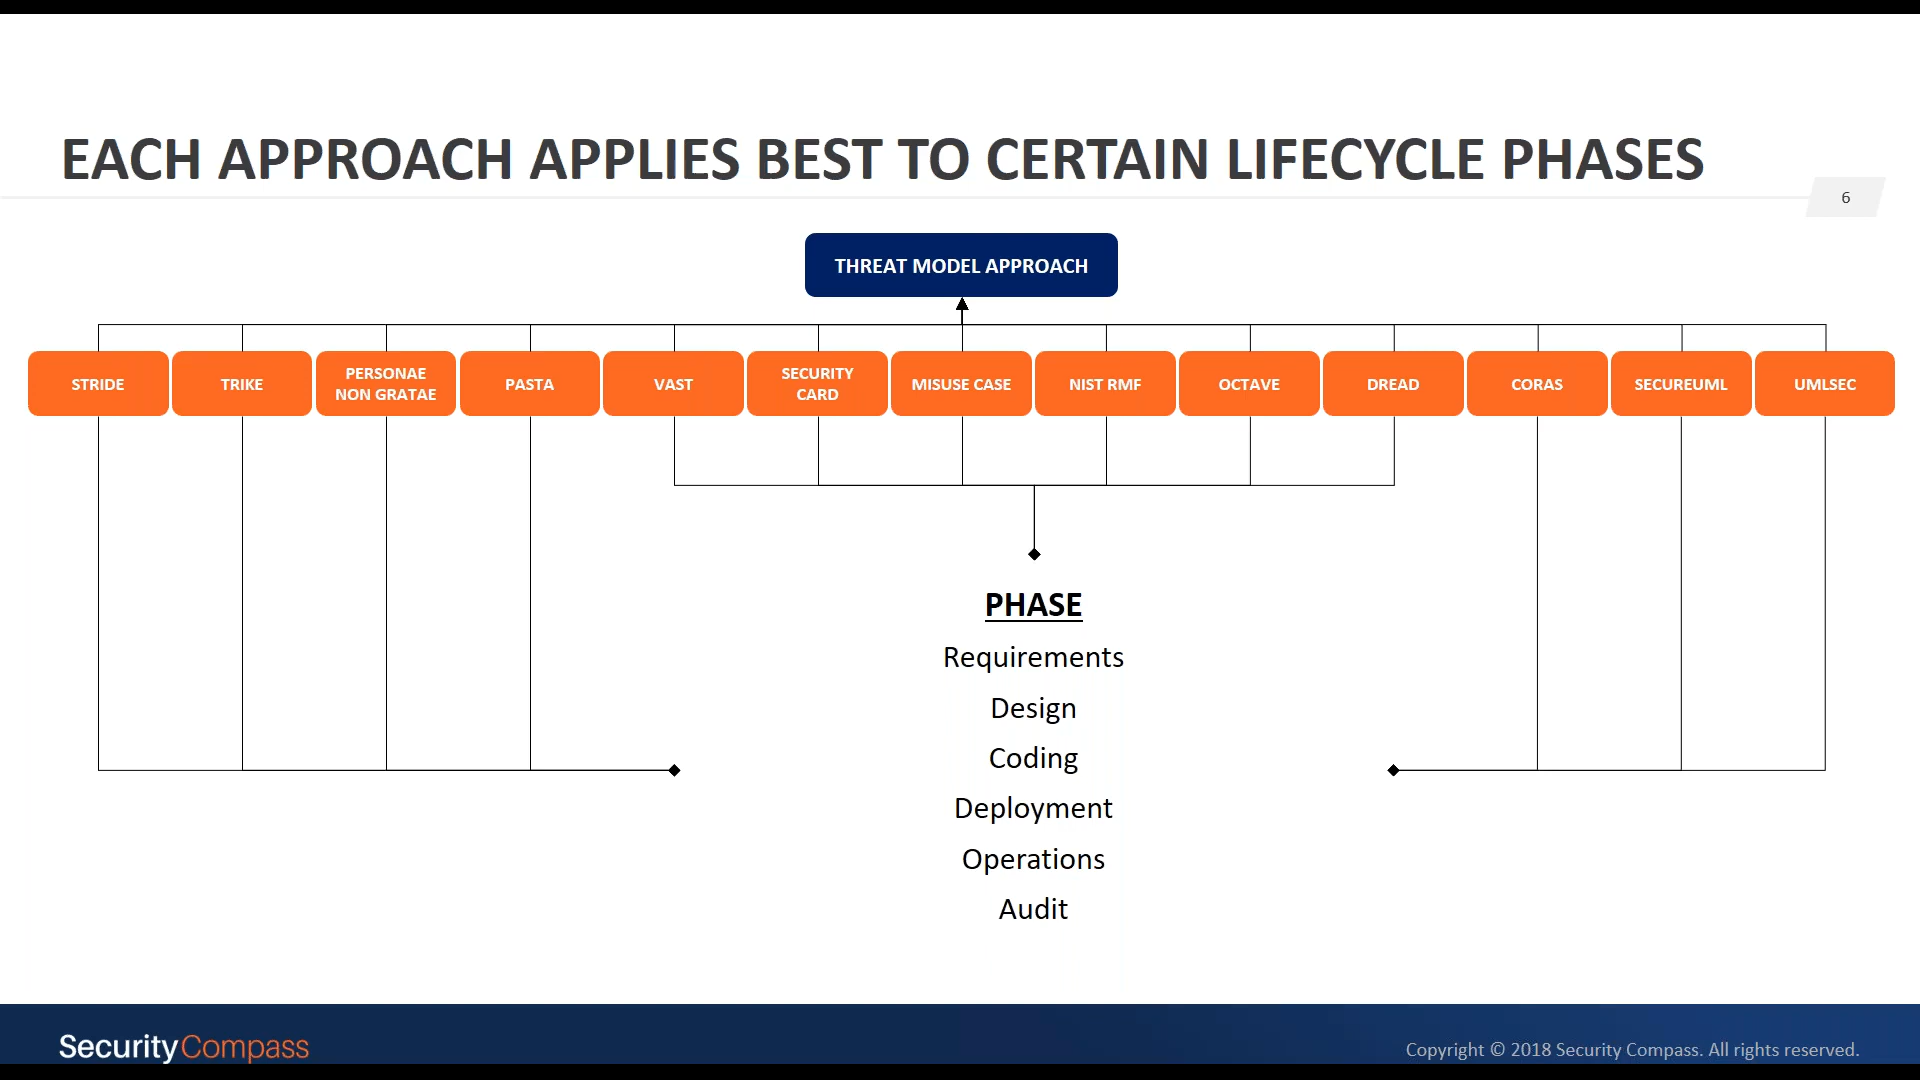 EACH APPROACH APPLIES BEST TO CERTAIN LIFECYCLE PHASES
6
THREAT MODEL APPROACH
STRIDE
TRIKE
PERSONAE
NON GRATAE
PASTA
VAST
SECURITY
CARD
MISUSE CASE
NIST RMF
OCTAVE
DREAD
CORAS
SECUREUML
UMLSEC
PHASE
Requirements
Design
Coding
Deployment
Operations
Audit
SecurityCompass
Copyright © 2018 Security Compass. All rights reserved.